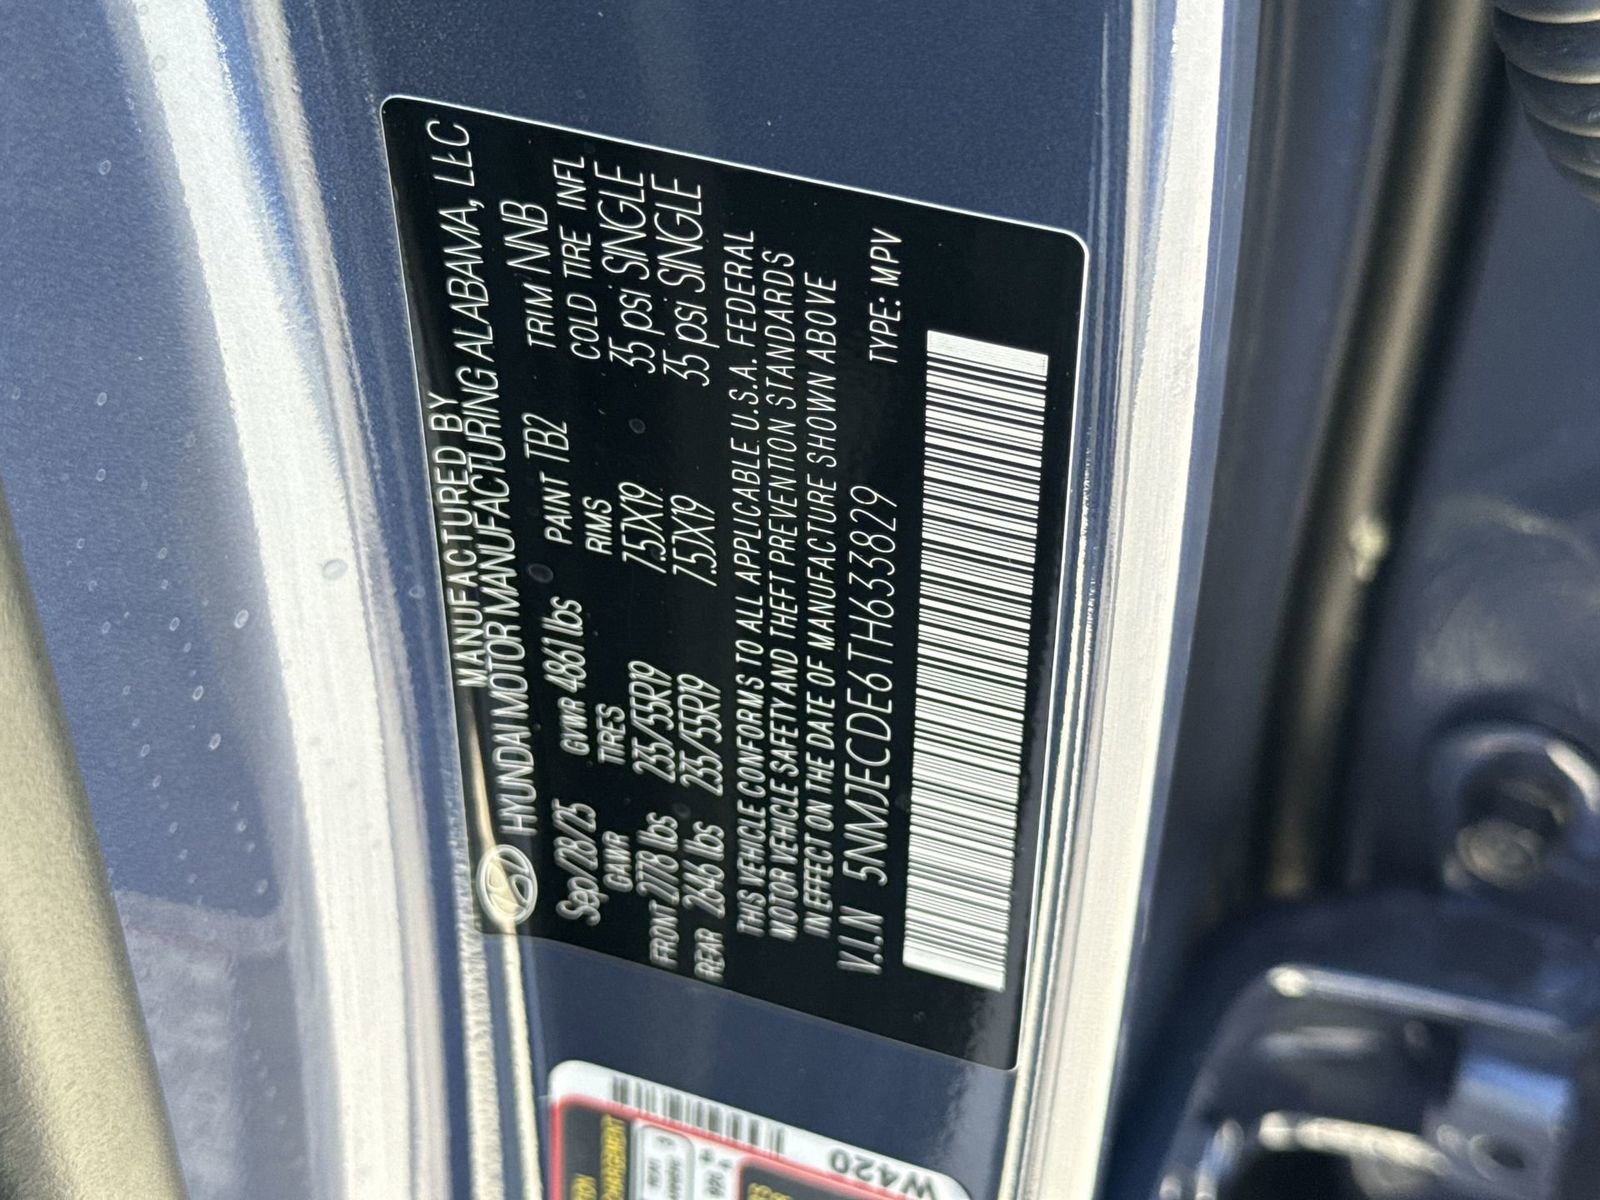 MANUFACTURED BY
HYUNDAI MOTOR MANUFACTURING ALABAMA, LLC
Sep/28/25 GVWR 4861 lbs PAINT TB2 TRIM NNB
GAWR TIRES RIMS COLD TIRE INFL
FRONT 2778 lbs 235/55R19 7.5JX19 35 psi SINGLE
REAR 2646 lbs 235/55R19 7.5JX19 35 psi SINGLE
THIS VEHICLE CONFORMS TO ALL APPLICABLE U.S.A. FEDERAL
MOTOR VEHICLE SAFETY AND THEFT PREVENTION STANDARDS
IN EFFECT ON THE DATE OF MANUFACTURE SHOWN ABOVE
V.I.N 5NMJECDE6TH633829 TYPE: MPV
W420